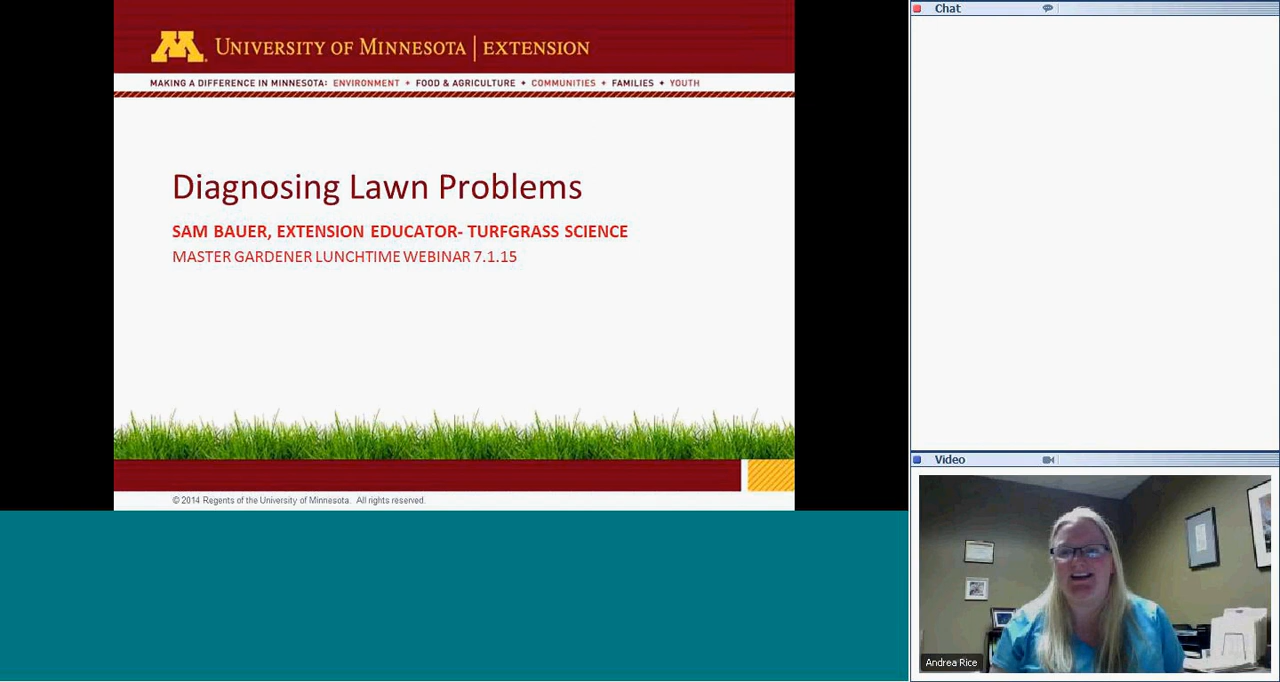 UNIVERSITY OF MINNESOTA | EXTENSION
MAKING A DIFFERENCE IN MINNESOTA: ENVIRONMENT + FOOD & AGRICULTURE + COMMUNITIES + FAMILIES + YOUTH
Diagnosing Lawn Problems
SAM BAUER, EXTENSION EDUCATOR- TURFGRASS SCIENCE
MASTER GARDENER LUNCHTIME WEBINAR 7.1.15
© 2014 Regents of the University of Minnesota. All rights reserved.
Chat
Video
Andrea Rice